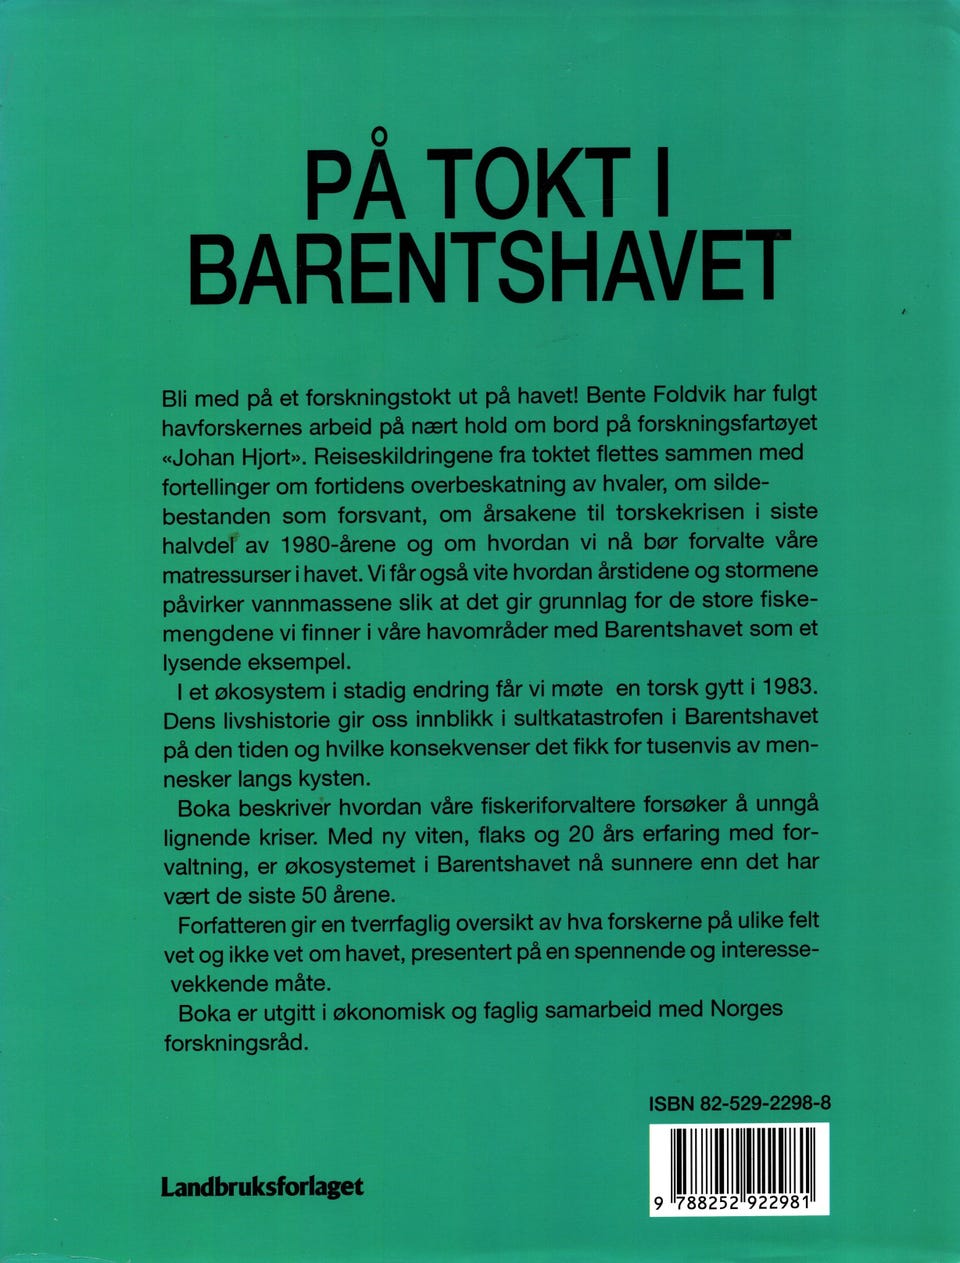 PÅ TOKT I
BARENTSHAVET
Bli med på et forskningstokt ut på havet! Bente Foldvik har fulgt
havforskernes arbeid på nært hold om bord på forskningsfartøyet
«Johan Hjort». Reiseskildringene fra toktet flettes sammen med
fortellinger om fortidens overbeskatning av hvaler, om silde-
bestanden som forsvant, om årsakene til torskekrisen i siste
halvdel av 1980-årene og om hvordan vi nå bør forvalte våre
matressurser i havet. Vi får også vite hvordan årstidene og stormene
påvirker vannmassene slik at det gir grunnlag for de store fiske-
mengdene vi finner i våre havområder med Barentshavet som et
lysende eksempel.
I et økosystem i stadig endring får vi møte en torsk gytt i 1983.
Dens livshistorie gir oss innblikk i sultkatastrofen i Barentshavet
på den tiden og hvilke konsekvenser det fikk for tusenvis av men-
nesker langs kysten.
Boka beskriver hvordan våre fiskeriforvaltere forsøker å unngå
lignende kriser. Med ny viten, flaks og 20 års erfaring med for-
valtning, er økosystemet i Barentshavet nå sunnere enn det har
vært de siste 50 årene.
Forfatteren gir en tverrfaglig oversikt av hva forskerne på ulike felt
vet og ikke vet om havet, presentert på en spennende og interesse-
vekkende måte.
Boka er utgitt i økonomisk og faglig samarbeid med Norges
forskningsråd.
ISBN 82-529-2298-8
9 788252 922981
Landbruksforlaget